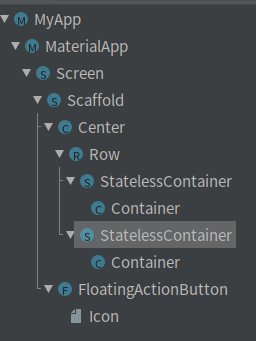 M MyApp
M MaterialApp
S Screen
S Scaffold
C Center
R Row
S StatelessContainer
C Container
S StatelessContainer
C Container
F FloatingActionButton
Icon